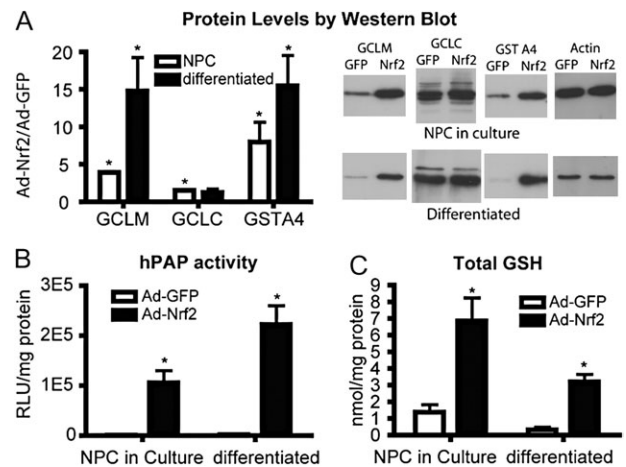 A
Protein Levels by Western Blot
Ad-Nrf2/Ad-GFP
20
15
10
5
0
NPC
differentiated
*
*
*
*
*
GCLM
GCLC
GSTA4
GCLM
GCLC
GST A4
Actin
GFP Nrf2
GFP Nrf2
GFP Nrf2
GFP Nrf2
NPC in culture
Differentiated
B
hPAP activity
RLU/mg protein
3E5
2E5
1E5
0
Ad-GFP
Ad-Nrf2
*
*
NPC in Culture
differentiated
C
Total GSH
nmol/mg protein
9
8
7
6
5
4
3
2
1
0
Ad-GFP
Ad-Nrf2
*
*
NPC in Culture
differentiated